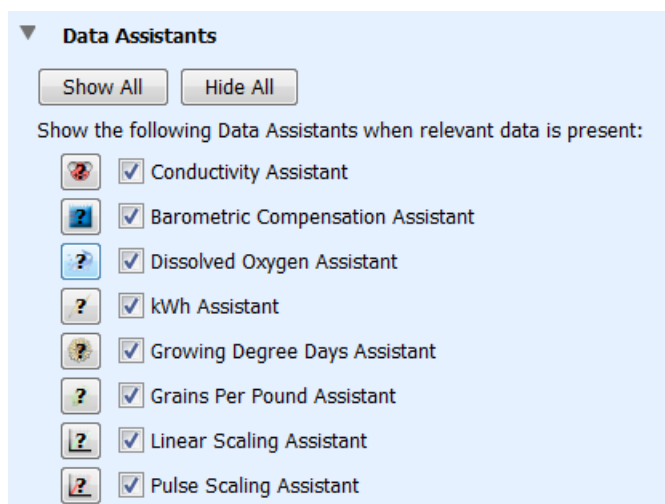 Data Assistants
Show All Hide All
Show the following Data Assistants when relevant data is present:
? Conductivity Assistant
? Barometric Compensation Assistant
? Dissolved Oxygen Assistant
? kWh Assistant
? Growing Degree Days Assistant
? Grains Per Pound Assistant
? Linear Scaling Assistant
? Pulse Scaling Assistant